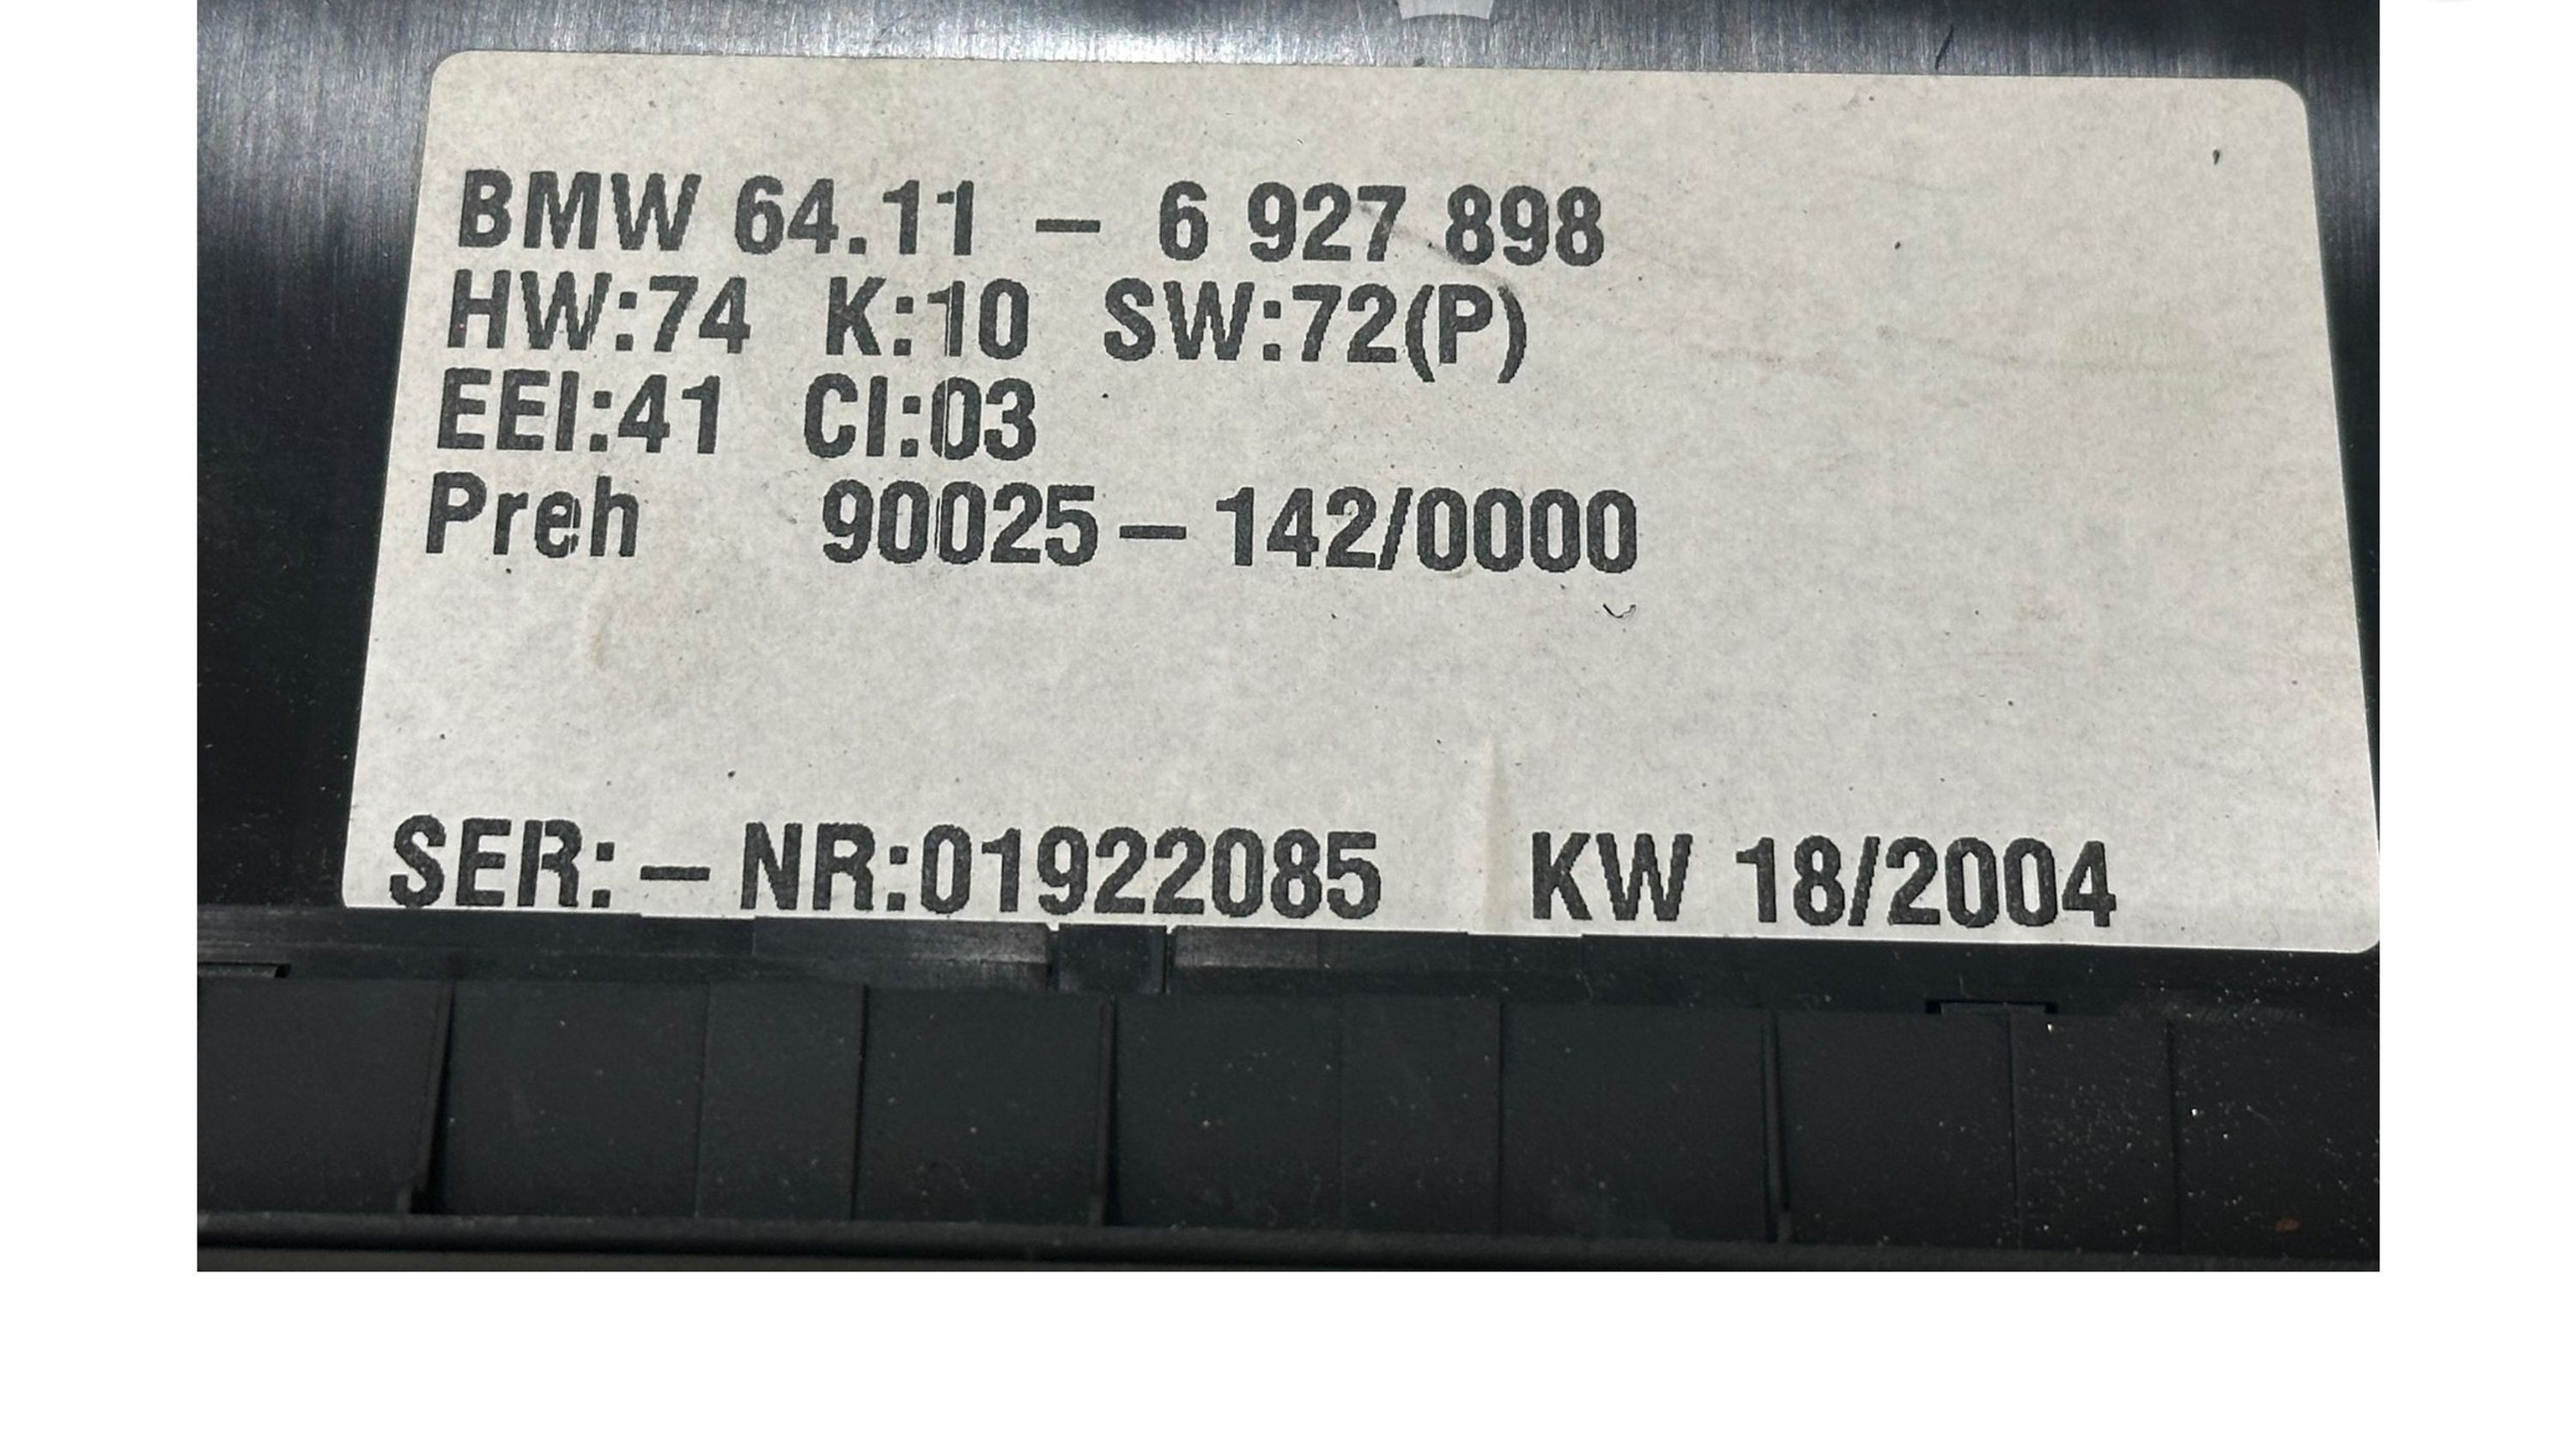 BMW 64.11 – 6 927 898
HW:74 K:10 SW:72(P)
EEI:41 CI:03
Preh 90025 – 142/0000
SER: – NR:01922085 KW 18/2004